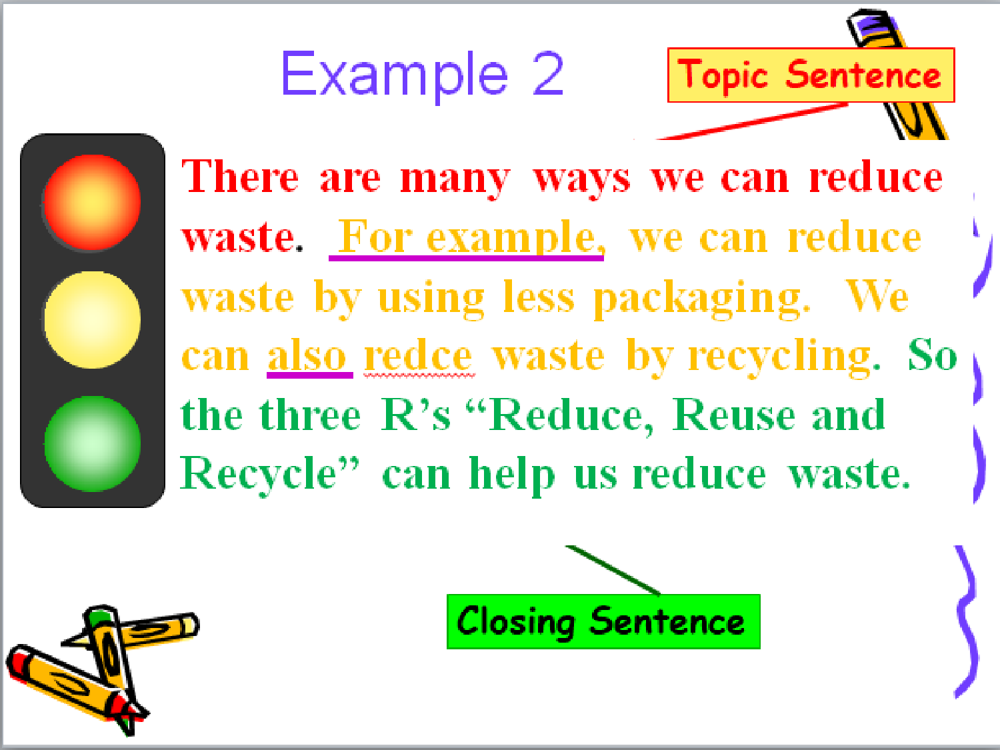 Example 2
Topic Sentence
There are many ways we can reduce
waste. For example, we can reduce
waste by using less packaging. We
can also redce waste by recycling. So
the three R’s “Reduce, Reuse and
Recycle” can help us reduce waste.
Closing Sentence